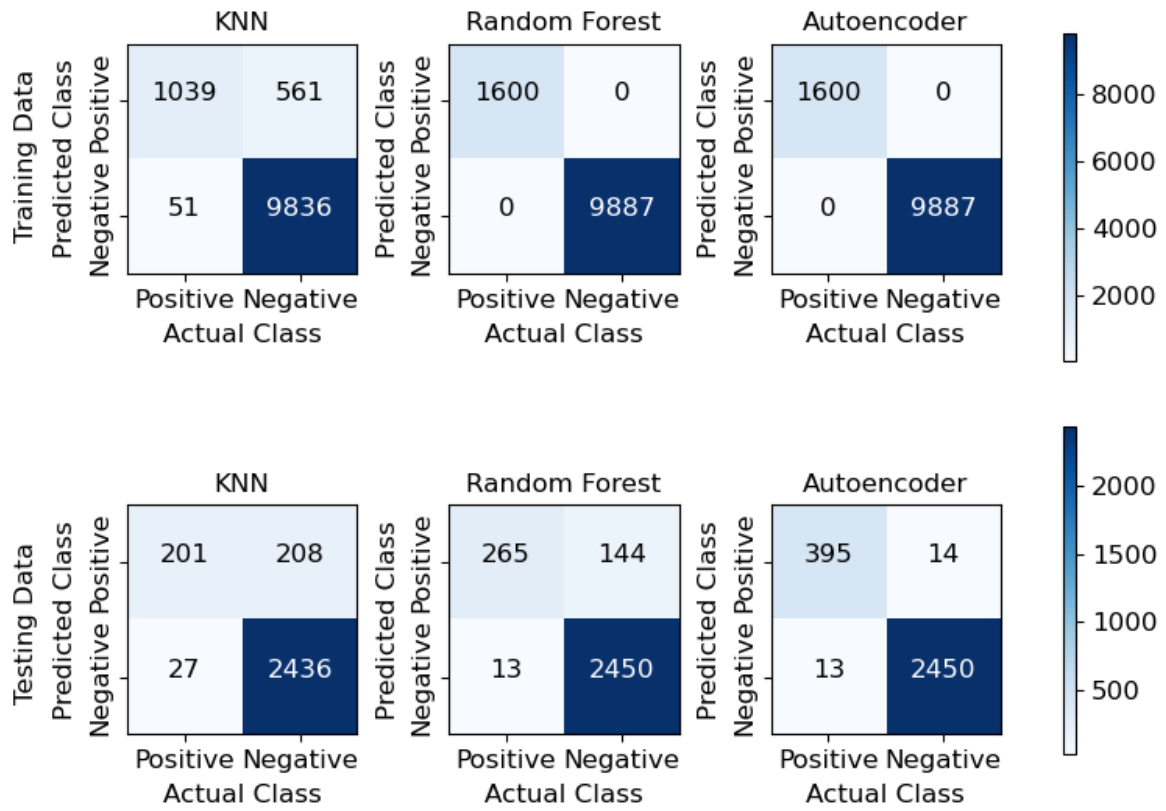 KNN Random Forest Autoencoder
Training Data
Predicted Class
Negative Positive
1039 561
51 9836
Positive Negative
Actual Class
Predicted Class
Negative Positive
1600 0
0 9887
Positive Negative
Actual Class
Predicted Class
Negative Positive
1600 0
0 9887
Positive Negative
Actual Class
8000
6000
4000
2000
KNN Random Forest Autoencoder
Testing Data
Predicted Class
Negative Positive
201 208
27 2436
Positive Negative
Actual Class
Predicted Class
Negative Positive
265 144
13 2450
Positive Negative
Actual Class
Predicted Class
Negative Positive
395 14
13 2450
Positive Negative
Actual Class
2000
1500
1000
500